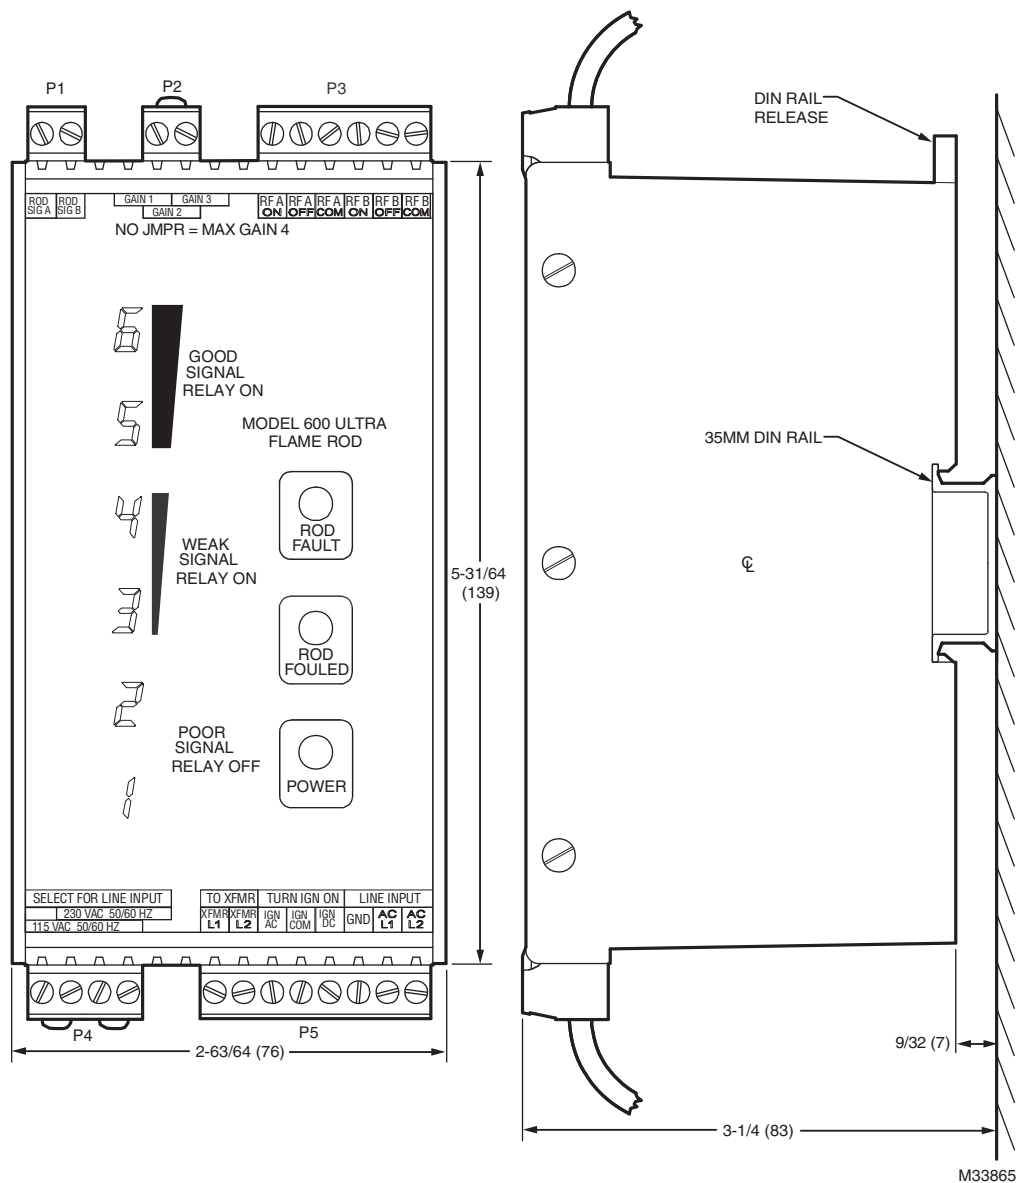 P1
P2
P3
ROD SIG A
ROD SIG B
GAIN 1
GAIN 3
GAIN 2
RF A ON
RF A OFF
RF A COM
RF B ON
RF B OFF
RF B COM
NO JMPR = MAX GAIN 4
6
GOOD
SIGNAL
RELAY ON
5
MODEL 600 ULTRA
FLAME ROD
4
ROD
FAULT
WEAK
SIGNAL
RELAY ON
3
ROD
FOULED
2
POOR
SIGNAL
RELAY OFF
POWER
1
SELECT FOR LINE INPUT
230 VAC 50/60 HZ
115 VAC 50/60 HZ
TO XFMR
TURN IGN ON
LINE INPUT
XFMR L1
XFMR L2
IGN AC
IGN COM
IGN DC
GND
AC L1
AC L2
P4
P5
2-63/64 (76)
5-31/64
(139)
DIN RAIL
RELEASE
35MM DIN RAIL
CL
9/32 (7)
3-1/4 (83)
M33865